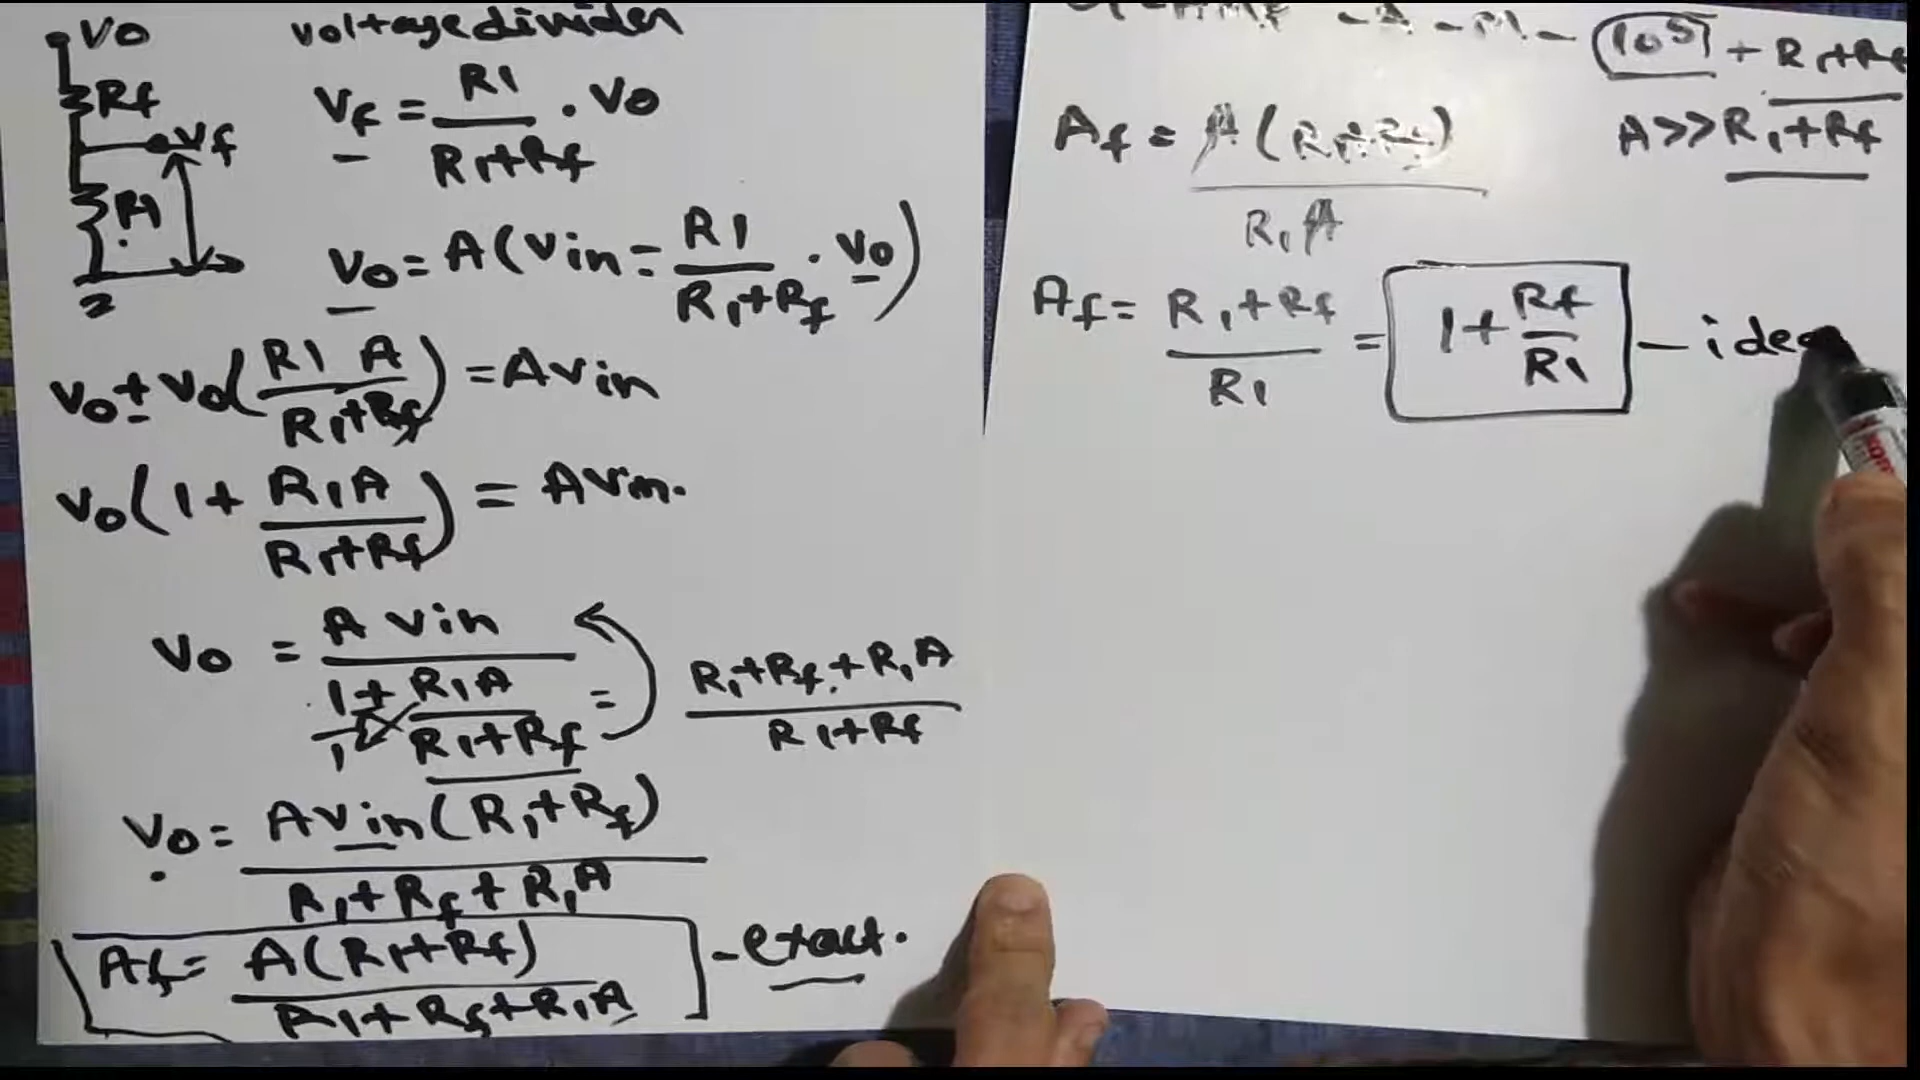 Vo voltage divider
Rf
Vf
R1
Vf = R1 / R1+Rf . Vo
Vo = A(Vin = R1 / R1+Rf . Vo)
Vo ± Vo(R1 A / R1+Rf) = AVin
Vo(1 + R1A / R1+Rf) = AVin.
Vo = A Vin / 1/1 + R1A / R1+Rf = R1+Rf+R1A / R1+Rf
Vo = AVin(R1+Rf) / R1+Rf+R1A
Af = A(R1+Rf) / R1+Rf+R1A - exact.
10^5 + R1+Rf
A>>R1+Rf
Af = A(R1+Rf) / R1A
Af = R1+Rf / R1 = 1+Rf/R1 - idea